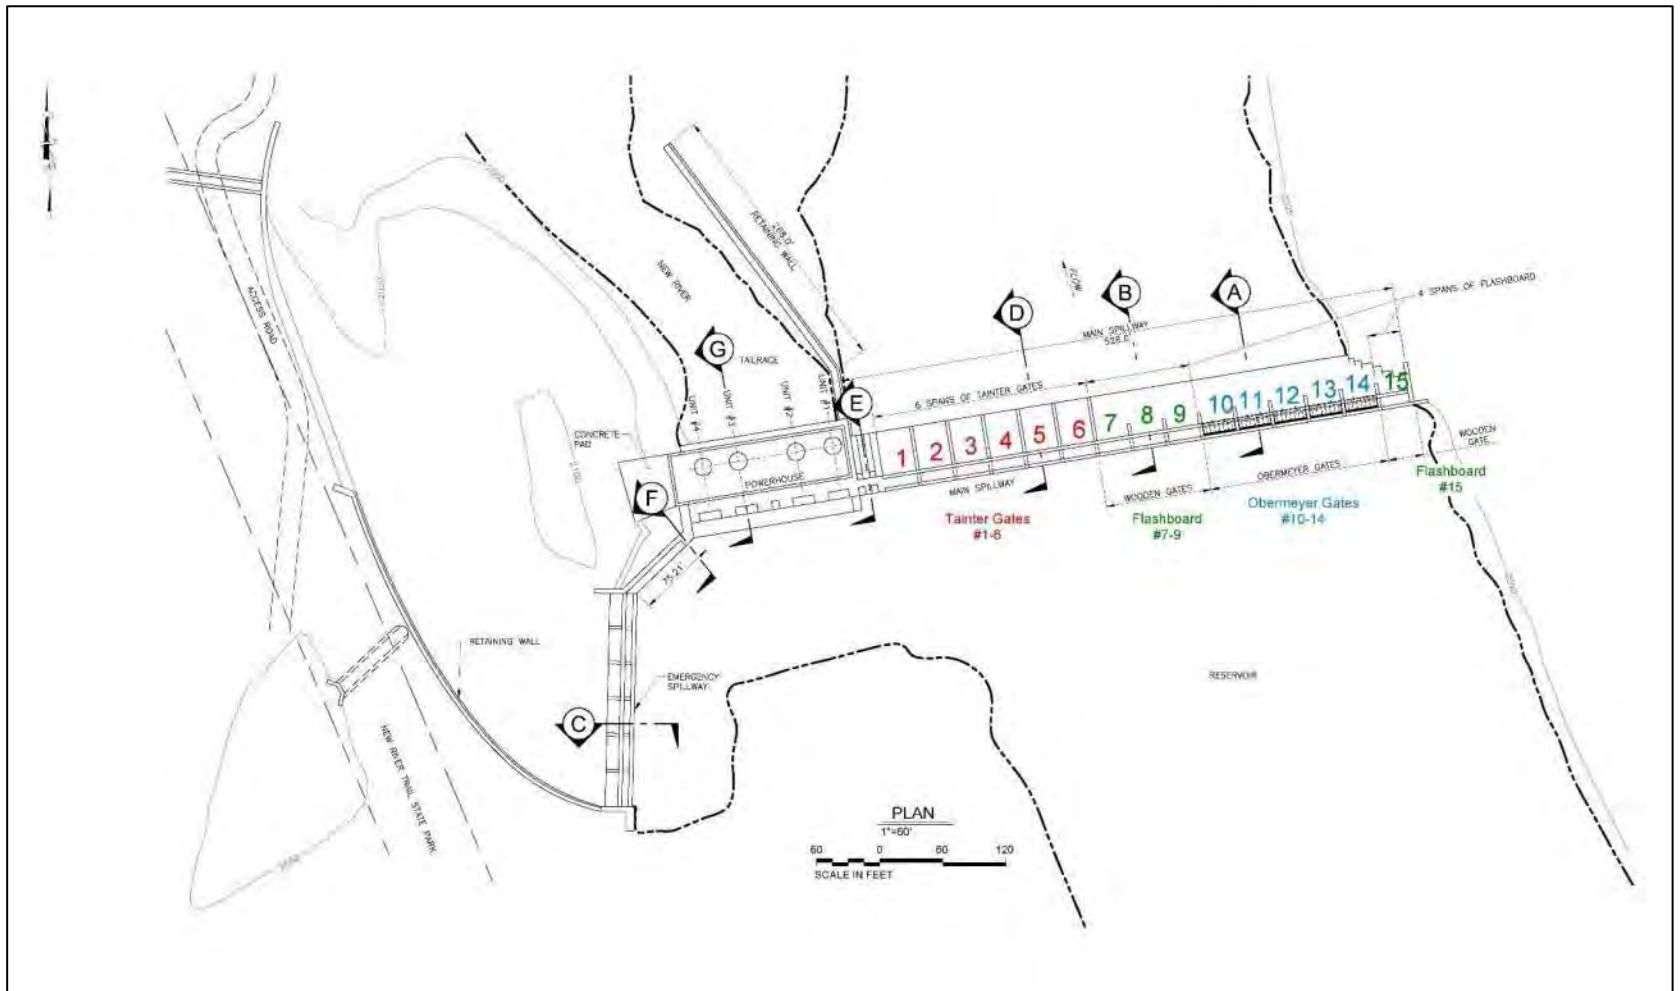 268.0'
RETAINING WALL
NEW RIVER
ACCESS ROAD
FLOW
D
B
A
4 SPANS OF FLASHBOARD
MAIN SPILLWAY
528.0'
G
TAILRACE
UNIT #4
UNIT #3
UNIT #2
UNIT #1
E
6 SPANS OF TAINTER GATES
1
2
3
4
5
6
7
8
9
10
11
12
13
14
15
CONCRETE
PAD
POWERHOUSE
MAIN SPILLWAY
WOODEN GATES
OBERMEYER GATES
WOODEN
GATE
Tainter Gates
#1-6
Flashboard
#7-9
Obermeyer Gates
#10-14
Flashboard
#15
F
75.21'
RETAINING WALL
EMERGENCY
SPILLWAY
RESERVOIR
C
NEW RIVER TRAIL STATE PARK
PLAN
1"=60'
60 0 60 120
SCALE IN FEET